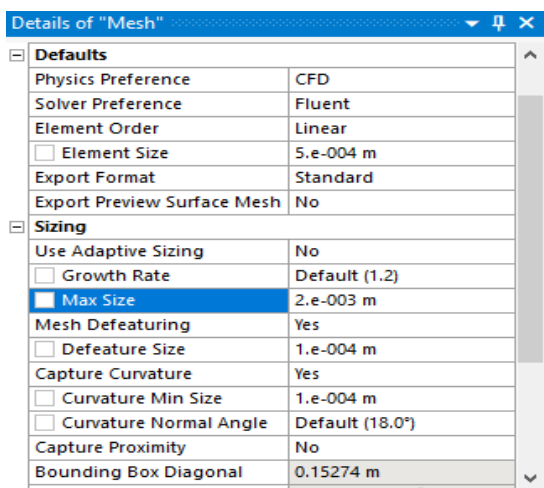 Details of "Mesh"
Defaults
Physics Preference CFD
Solver Preference Fluent
Element Order Linear
Element Size 5.e-004 m
Export Format Standard
Export Preview Surface Mesh No
Sizing
Use Adaptive Sizing No
Growth Rate Default (1.2)
Max Size 2.e-003 m
Mesh Defeaturing Yes
Defeature Size 1.e-004 m
Capture Curvature Yes
Curvature Min Size 1.e-004 m
Curvature Normal Angle Default (18.0°)
Capture Proximity No
Bounding Box Diagonal 0.15274 m